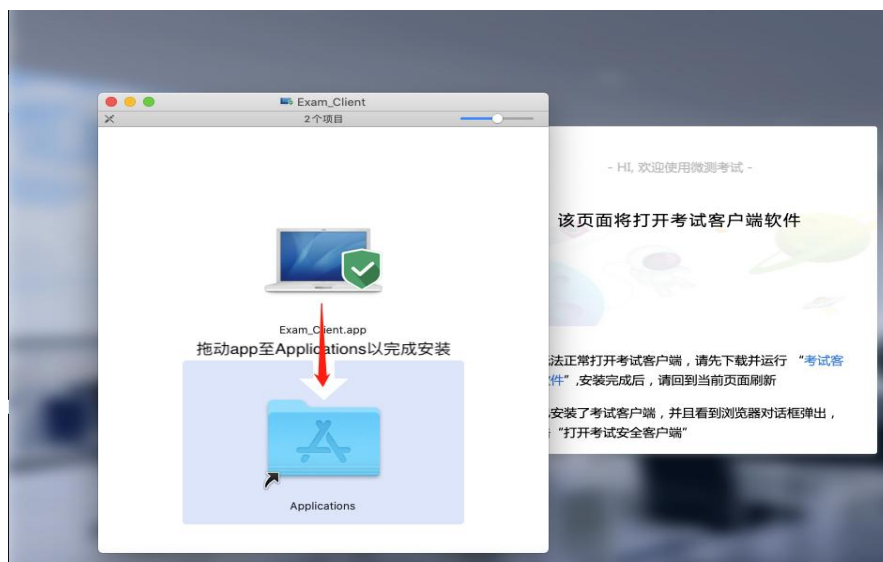 Exam_Client
2个项目
Exam_Client.app
拖动app至Applications以完成安装
Applications
- HI, 欢迎使用微测考试 -
该页面将打开考试客户端软件
法正常打开考试客户端，请先下载并运行 “考试客
件”,安装完成后，请回到当前页面刷新
安装了考试客户端，并且看到浏览器对话框弹出，
“打开考试安全客户端”